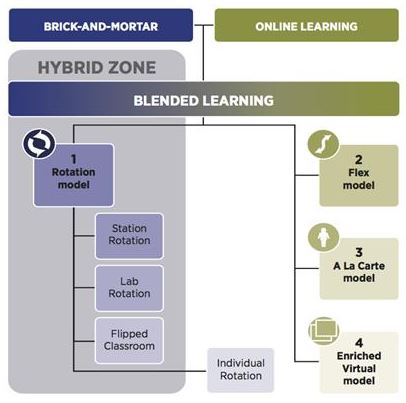 BRICK-AND-MORTAR
ONLINE LEARNING
HYBRID ZONE
BLENDED LEARNING
1
Rotation
model
Station
Rotation
Lab
Rotation
Flipped
Classroom
Individual
Rotation
2
Flex
model
3
A La Carte
model
4
Enriched
Virtual
model